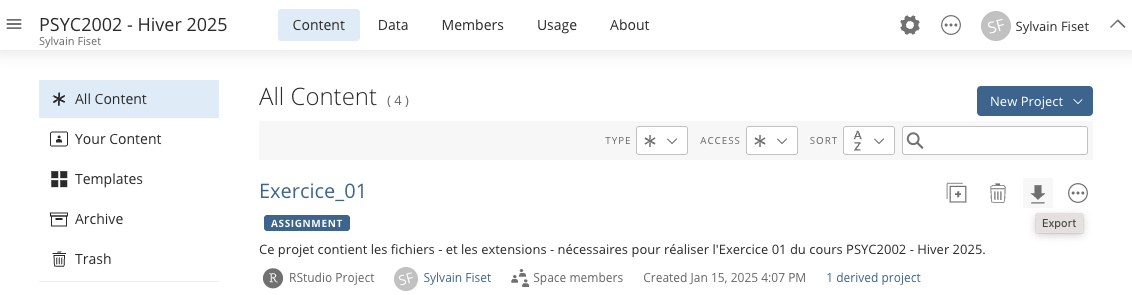 PSYC2002 - Hiver 2025
Sylvain Fiset
Content Data Members Usage About
SF Sylvain Fiset
All Content
Your Content
Templates
Archive
Trash
All Content (4)
New Project
TYPE * ACCESS * SORT A Z
Exercice_01
ASSIGNMENT
Export
Ce projet contient les fichiers - et les extensions - nécessaires pour réaliser l'Exercice 01 du cours PSYC2002 - Hiver 2025.
R RStudio Project SF Sylvain Fiset Space members Created Jan 15, 2025 4:07 PM 1 derived project